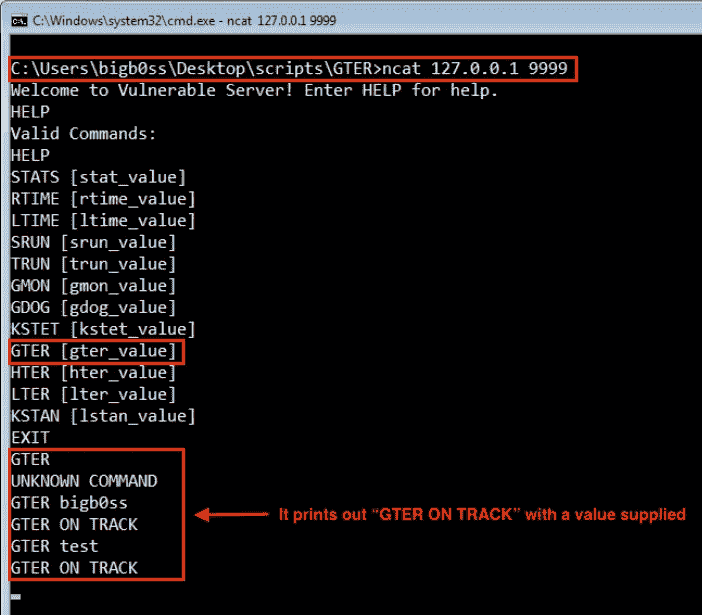 C:\Windows\system32\cmd.exe - ncat 127.0.0.1 9999
C:\Users\bigb0ss\Desktop\scripts\GTER>ncat 127.0.0.1 9999
Welcome to Vulnerable Server! Enter HELP for help.
HELP
Valid Commands:
HELP
STATS [stat_value]
RTIME [rtime_value]
LTIME [ltime_value]
SRUN [srun_value]
TRUN [trun_value]
GMON [gmon_value]
GDOG [gdog_value]
KSTET [kstet_value]
GTER [gter_value]
HTER [hter_value]
LTER [lter_value]
KSTAN [lstan_value]
EXIT
GTER
UNKNOWN COMMAND
GTER bigb0ss
GTER ON TRACK
It prints out “GTER ON TRACK” with a value supplied
GTER test
GTER ON TRACK